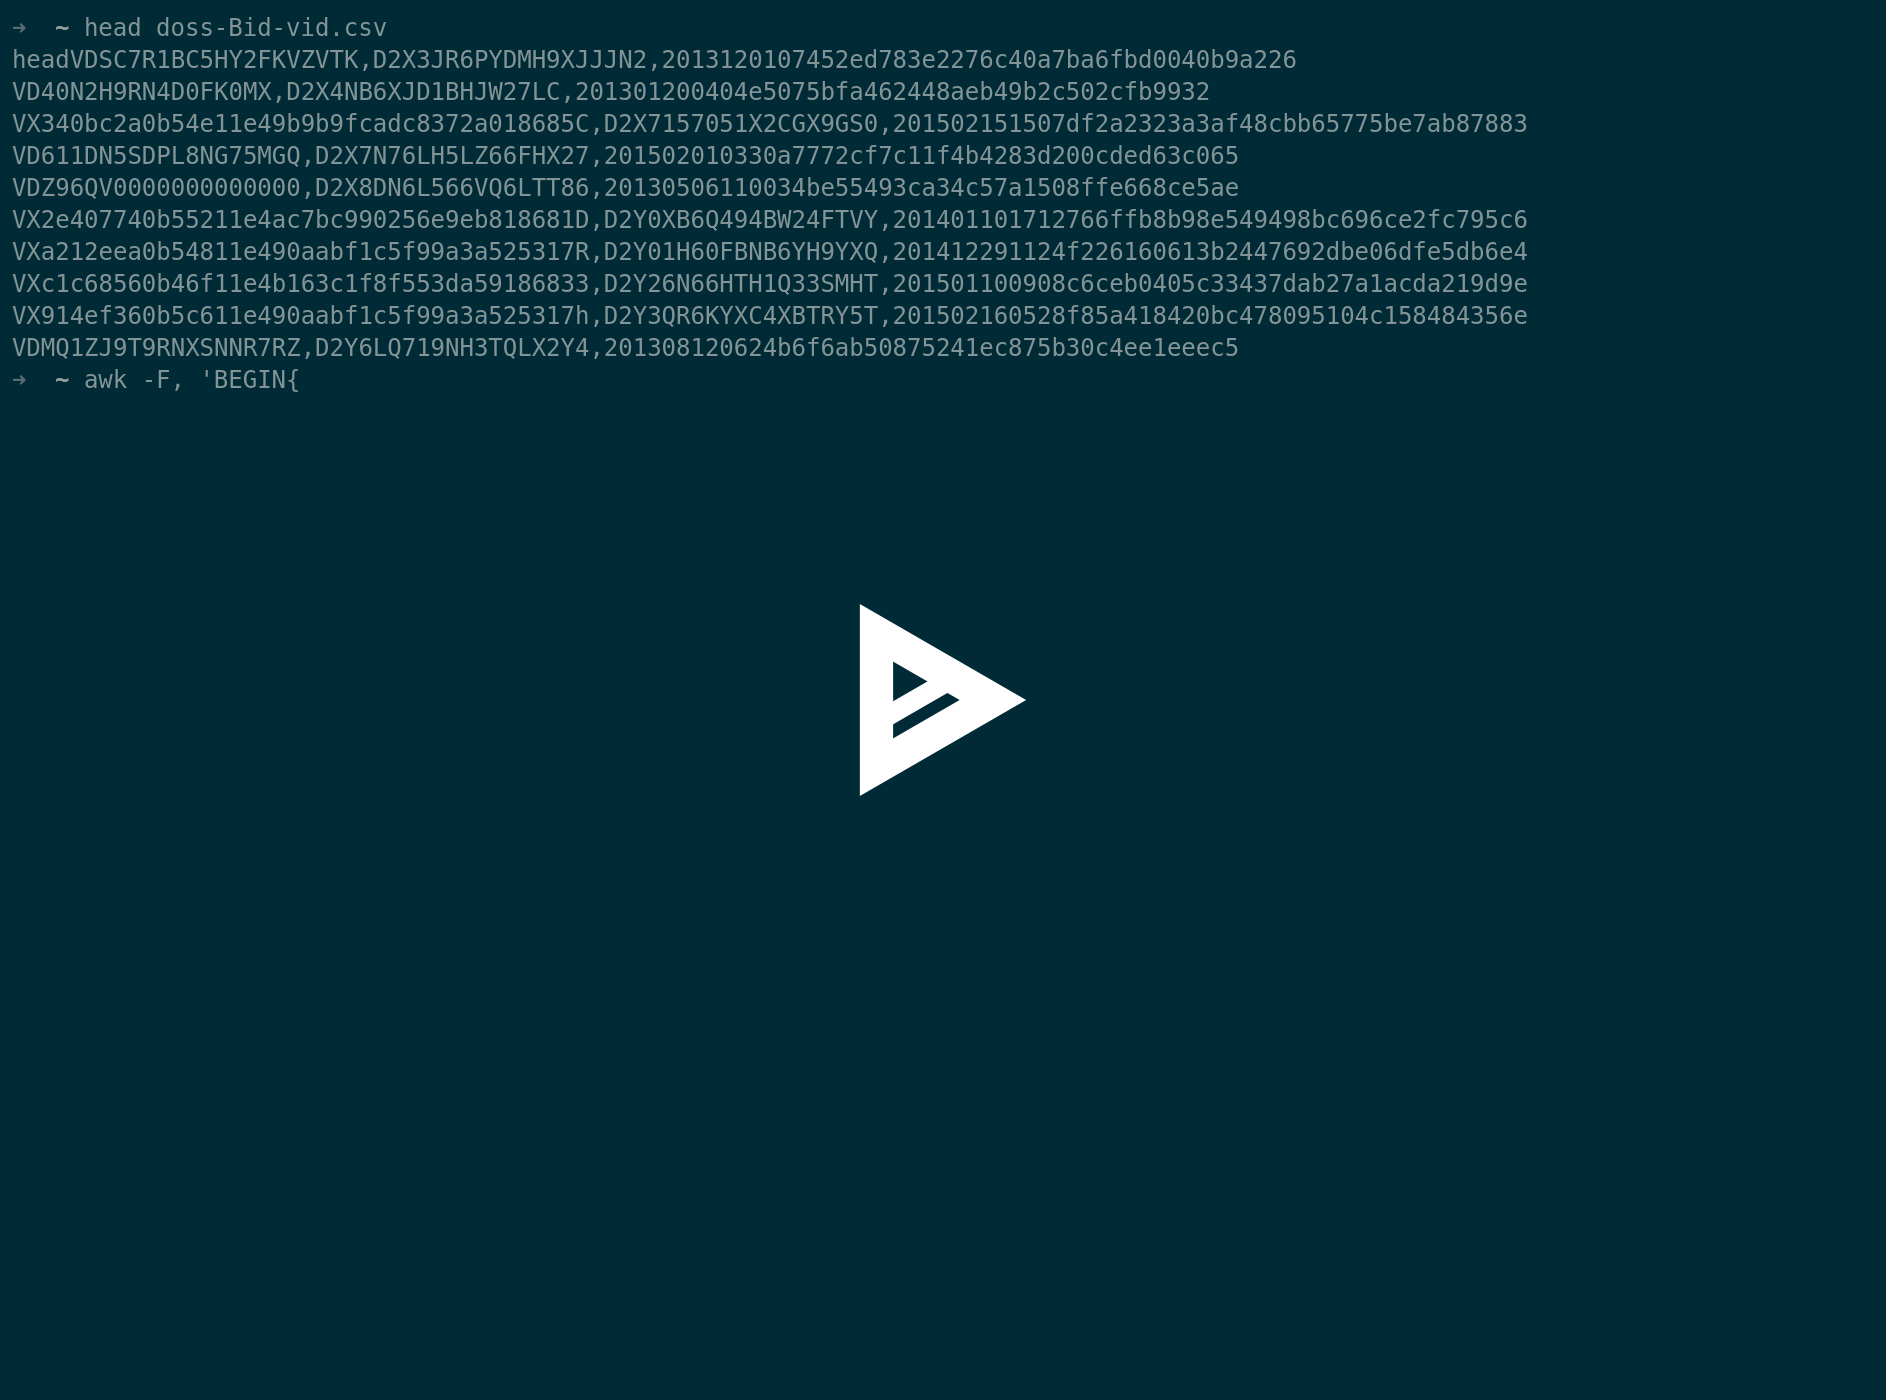 ➜  ~ head doss-Bid-vid.csv
headVDSC7R1BC5HY2FKVZVTK,D2X3JR6PYDMH9XJJJN2,2013120107452ed783e2276c40a7ba6fbd0040b9a226
VD40N2H9RN4D0FK0MX,D2X4NB6XJD1BHJW27LC,201301200404e5075bfa462448aeb49b2c502cfb9932
VX340bc2a0b54e11e49b9b9fcadc8372a018685C,D2X7157051X2CGX9GS0,201502151507df2a2323a3af48cbb65775be7ab87883
VD611DN5SDPL8NG75MGQ,D2X7N76LH5LZ66FHX27,201502010330a7772cf7c11f4b4283d200cded63c065
VDZ96QV0000000000000,D2X8DN6L566VQ6LTT86,20130506110034be55493ca34c57a1508ffe668ce5ae
VX2e407740b55211e4ac7bc990256e9eb818681D,D2Y0XB6Q494BW24FTVY,201401101712766ffb8b98e549498bc696ce2fc795c6
VXa212eea0b54811e490aabf1c5f99a3a525317R,D2Y01H60FBNB6YH9YXQ,201412291124f226160613b2447692dbe06dfe5db6e4
VXc1c68560b46f11e4b163c1f8f553da59186833,D2Y26N66HTH1Q33SMHT,201501100908c6ceb0405c33437dab27a1acda219d9e
VX914ef360b5c611e490aabf1c5f99a3a525317h,D2Y3QR6KYXC4XBTRY5T,201502160528f85a418420bc478095104c158484356e
VDMQ1ZJ9T9RNXSNNR7RZ,D2Y6LQ719NH3TQLX2Y4,201308120624b6f6ab50875241ec875b30c4ee1eeec5
➜  ~ awk -F, 'BEGIN{